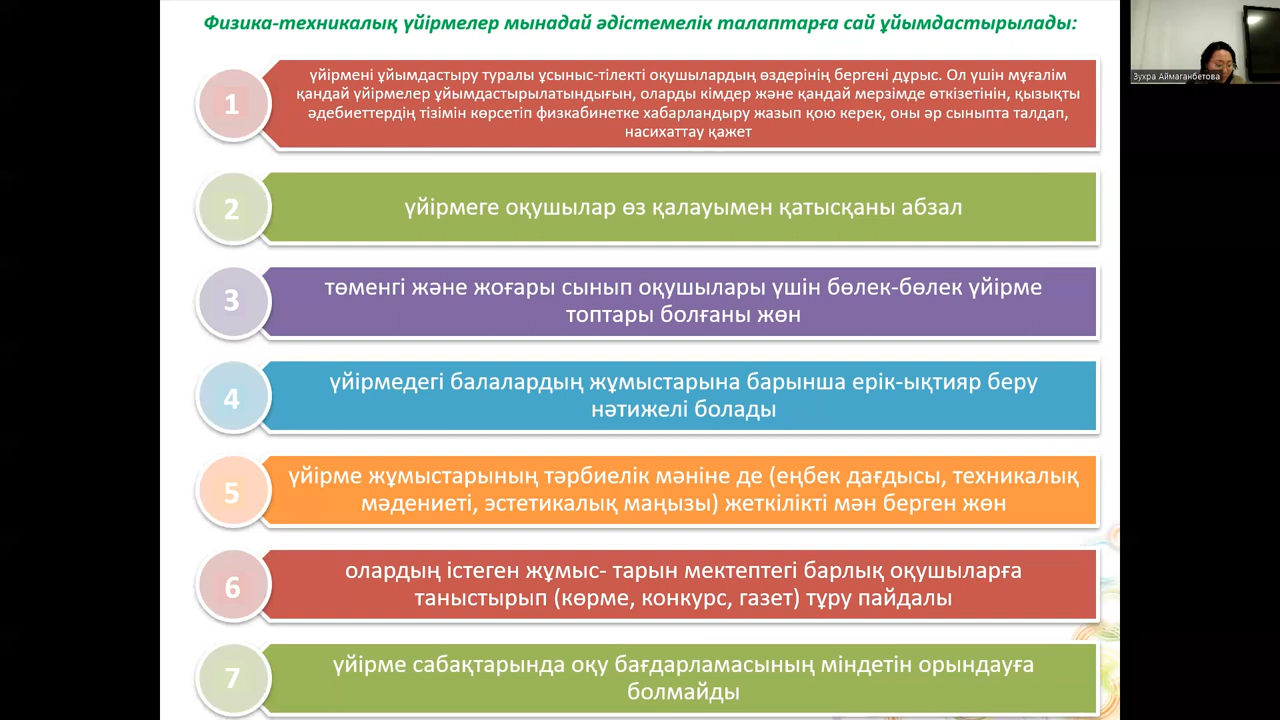 Физика-техникалық үйірмелер мынадай әдістемелік талаптарға сай ұйымдастырылады:
Зухра Аймаганбетова
1
үйірмені ұйымдастыру туралы ұсыныс-тілекті оқушылардың өздерінің бергені дұрыс. Ол үшін мұғалім
қандай үйірмелер ұйымдастырылатындығын, оларды кімдер және қандай мерзімде өткізетінін, қызықты
әдебиеттердің тізімін көрсетіп физкабинетке хабарландыру жазып қою керек, оны әр сыныпта талдап,
насихаттау қажет
2
үйірмеге оқушылар өз қалауымен қатысқаны абзал
3
төменгі және жоғары сынып оқушылары үшін бөлек-бөлек үйірме
топтары болғаны жөн
4
үйірмедегі балалардың жұмыстарына барынша ерік-ықтияр беру
нәтижелі болады
5
үйірме жұмыстарының тәрбиелік мәніне де (еңбек дағдысы, техникалық
мәдениеті, эстетикалық маңызы) жеткілікті мән берген жөн
6
олардың істеген жұмыс- тарын мектептегі барлық оқушыларға
таныстырып (көрме, конкурс, газет) тұру пайдалы
7
үйірме сабақтарында оқу бағдарламасының міндетін орындауға
болмайды